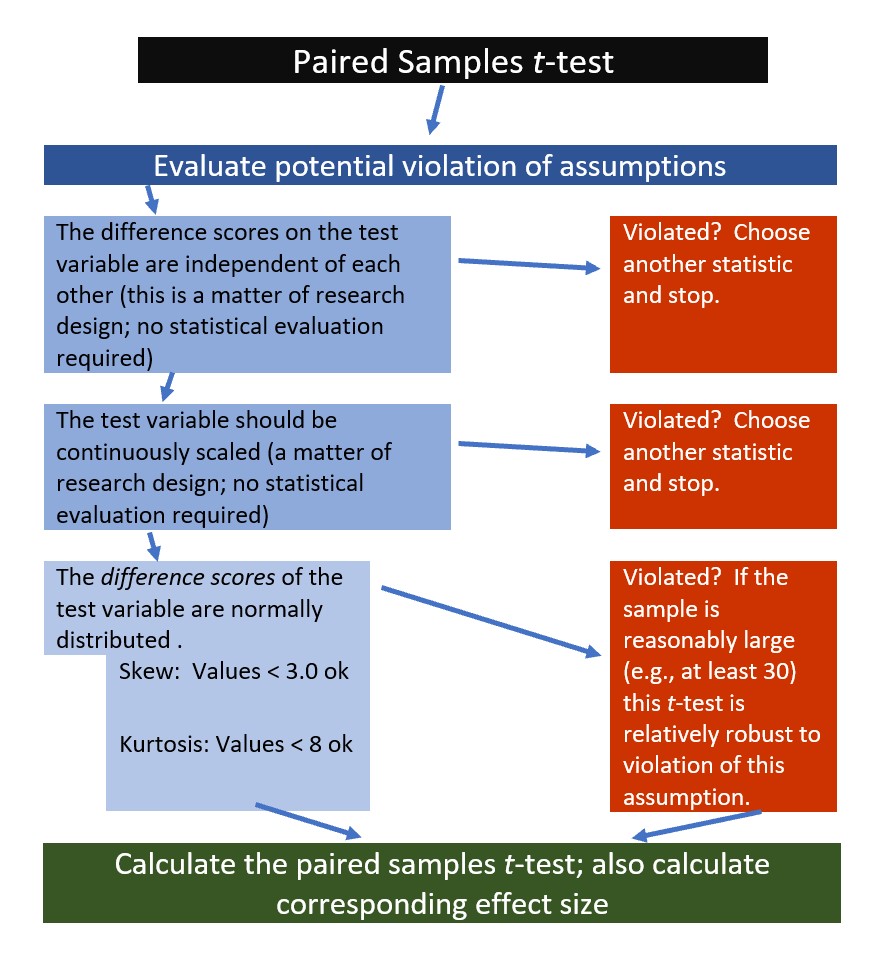 Paired Samples t-test
Evaluate potential violation of assumptions
The difference scores on the test
variable are independent of each
other (this is a matter of research
design; no statistical evaluation
required)
Violated?  Choose
another statistic
and stop.
The test variable should be
continuously scaled (a matter of
research design; no statistical
evaluation required)
Violated?  Choose
another statistic
and stop.
The difference scores of the
test variable are normally
distributed .
Skew:  Values < 3.0 ok
Kurtosis: Values < 8 ok
Violated?  If the
sample is
reasonably large
(e.g., at least 30)
this t-test is
relatively robust to
violation of this
assumption.
Calculate the paired samples t-test; also calculate
corresponding effect size